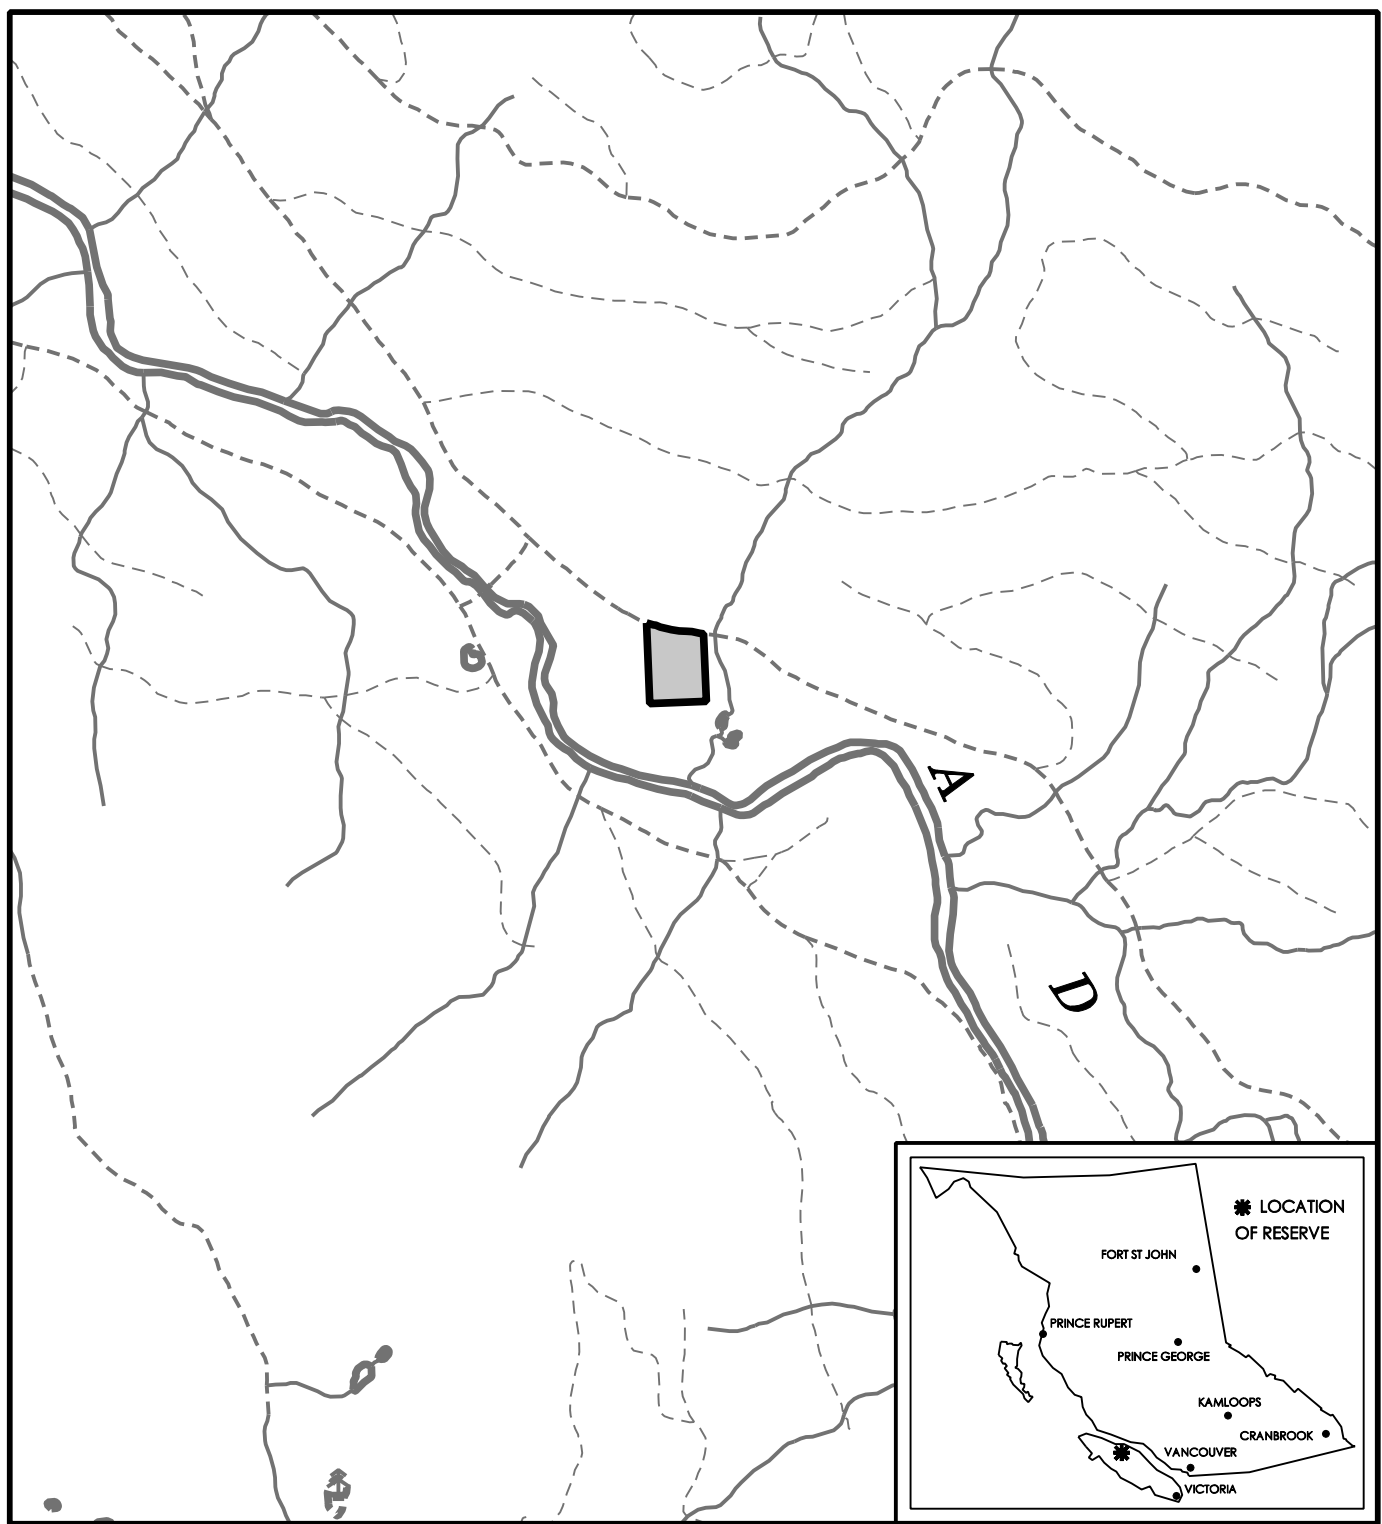 A
D
LOCATION
OF RESERVE
FORT ST JOHN
PRINCE RUPERT
PRINCE GEORGE
KAMLOOPS
CRANBROOK
VANCOUVER
VICTORIA